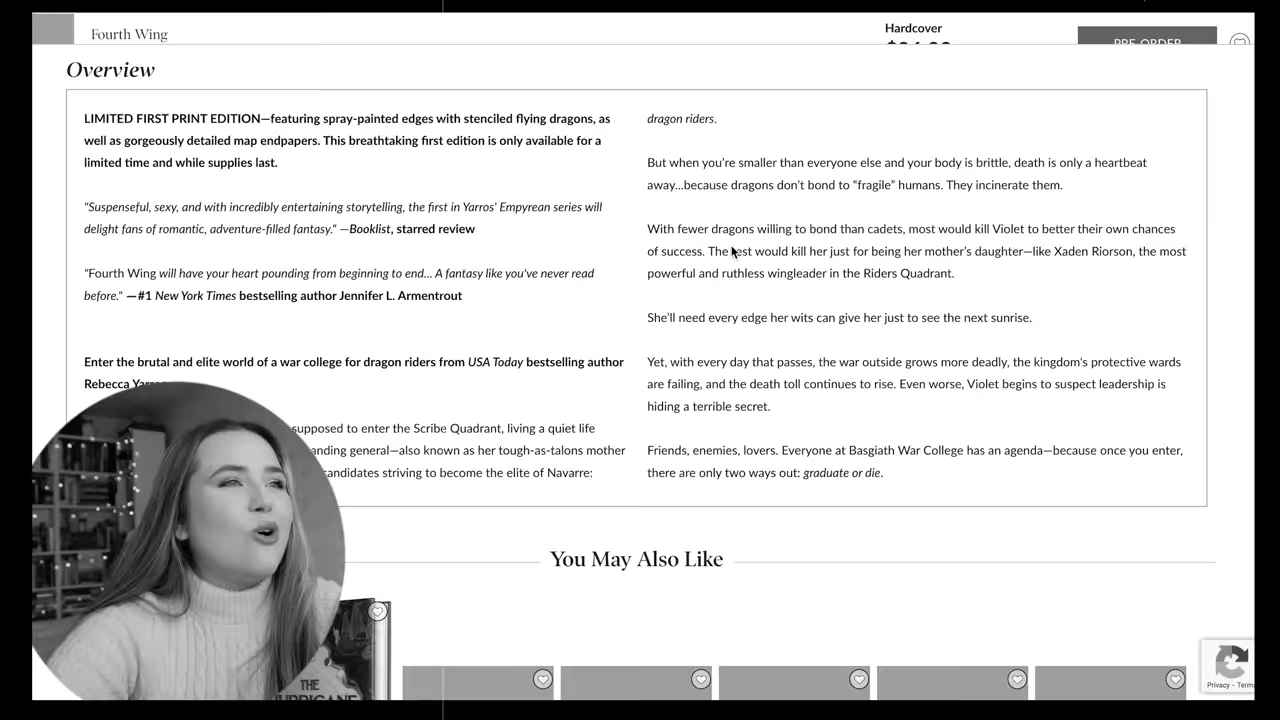 Fourth Wing
Hardcover
PRE-ORDER
Overview
LIMITED FIRST PRINT EDITION—featuring spray-painted edges with stenciled flying dragons, as
well as gorgeously detailed map endpapers. This breathtaking first edition is only available for a
limited time and while supplies last.
"Suspenseful, sexy, and with incredibly entertaining storytelling, the first in Yarros' Empyrean series will
delight fans of romantic, adventure-filled fantasy." —Booklist, starred review
"Fourth Wing will have your heart pounding from beginning to end... A fantasy like you've never read
before." —#1 New York Times bestselling author Jennifer L. Armentrout
Enter the brutal and elite world of a war college for dragon riders from USA Today bestselling author
Rebecca Yarros
supposed to enter the Scribe Quadrant, living a quiet life
anding general—also known as her tough-as-talons mother
candidates striving to become the elite of Navarre:
dragon riders.
But when you're smaller than everyone else and your body is brittle, death is only a heartbeat
away...because dragons don't bond to “fragile” humans. They incinerate them.
With fewer dragons willing to bond than cadets, most would kill Violet to better their own chances
of success. The rest would kill her just for being her mother's daughter—like Xaden Riorson, the most
powerful and ruthless wingleader in the Riders Quadrant.
She'll need every edge her wits can give her just to see the next sunrise.
Yet, with every day that passes, the war outside grows more deadly, the kingdom's protective wards
are failing, and the death toll continues to rise. Even worse, Violet begins to suspect leadership is
hiding a terrible secret.
Friends, enemies, lovers. Everyone at Basgiath War College has an agenda—because once you enter,
there are only two ways out: graduate or die.
You May Also Like
THE
HURRICANE
Privacy - Terms